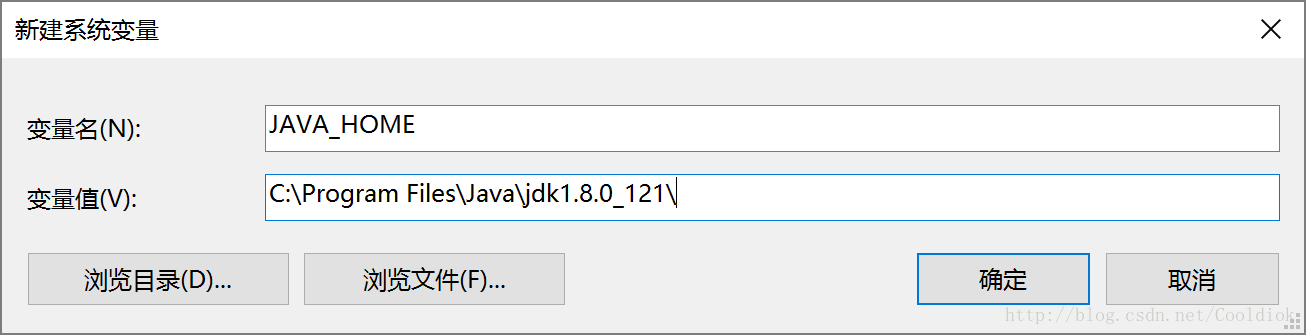 新建系统变量
变量名(N): JAVA_HOME
变量值(V): C:\Program Files\Java\jdk1.8.0_121\
浏览目录(D)... 浏览文件(F)... 确定 取消
http://blog.csdn.net/Cooldiok